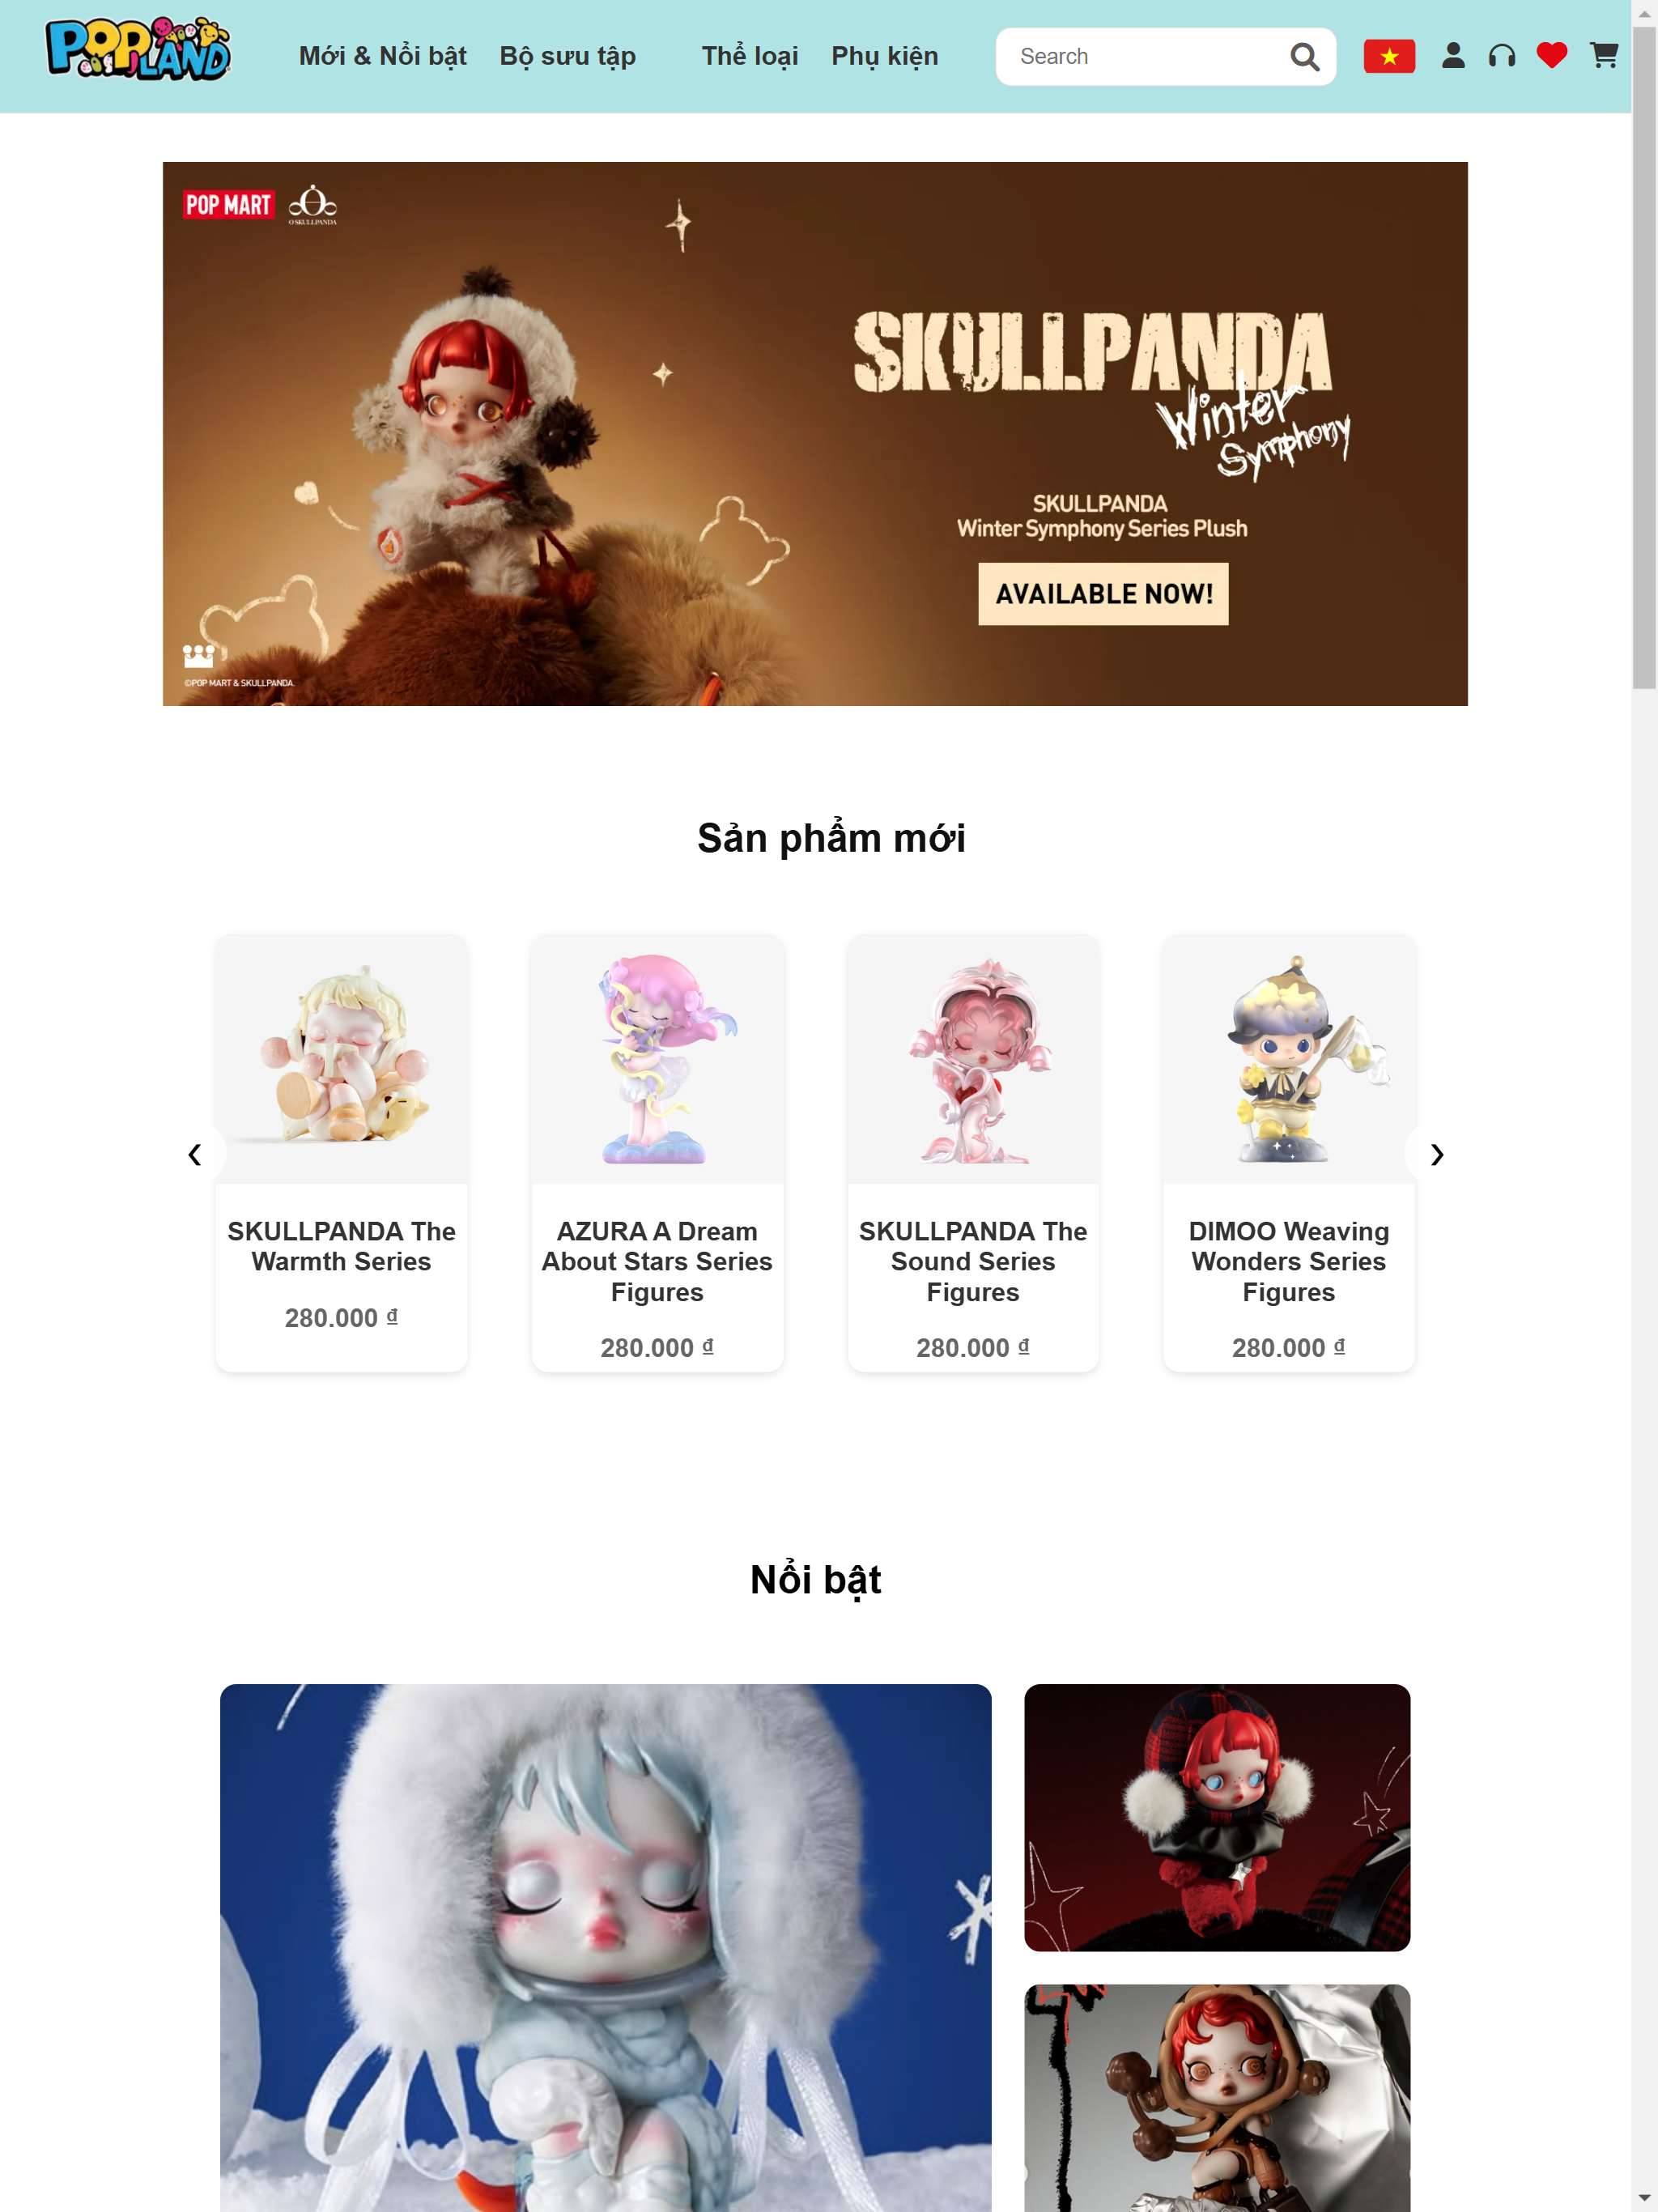 POP LAND
Mới & Nổi bật
Bộ sưu tập
Thể loại
Phụ kiện
Search
POP MART
O SKULLPANDA
SKULLPANDA
Winter
Symphony
SKULLPANDA
Winter Symphony Series Plush
AVAILABLE NOW!
©POP MART & SKULLPANDA.
Sản phẩm mới
‹
›
SKULLPANDA The
Warmth Series
280.000 ₫
AZURA A Dream
About Stars Series
Figures
280.000 ₫
SKULLPANDA The
Sound Series
Figures
280.000 ₫
DIMOO Weaving
Wonders Series
Figures
280.000 ₫
Nổi bật